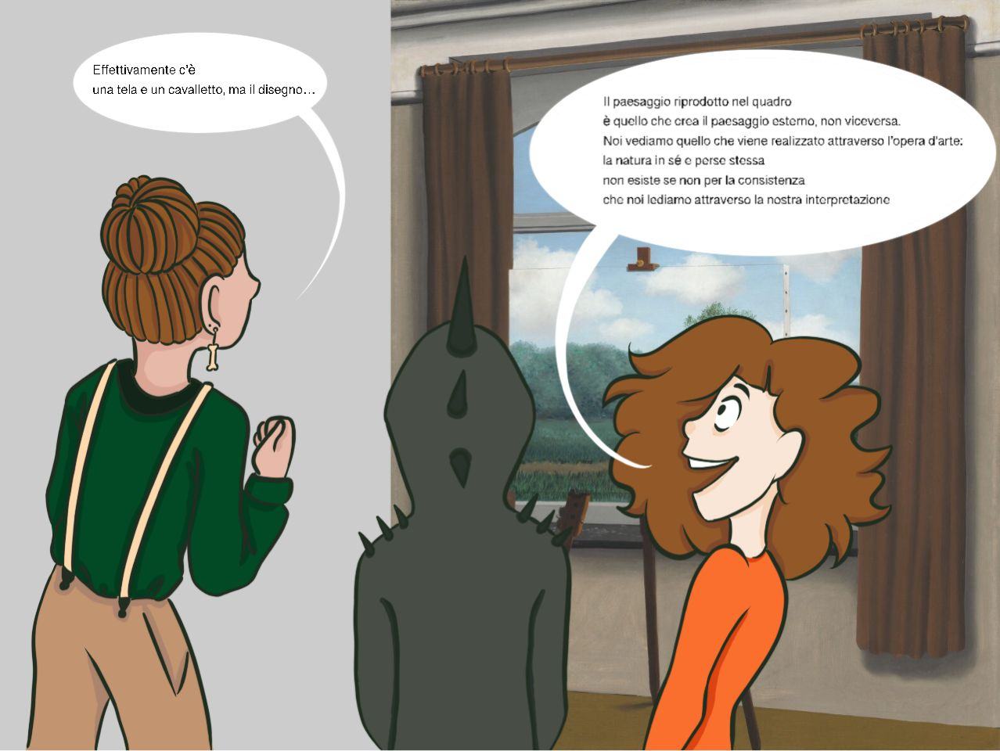 Effettivamente c'è
una tela e un cavalletto, ma il disegno...
Il paesaggio riprodotto nel quadro
è quello che crea il paesaggio esterno, non viceversa.
Noi vediamo quello che viene realizzato attraverso l'opera d'arte:
la natura in sé e perse stessa
non esiste se non per la consistenza
che noi lediamo attraverso la nostra interpretazione